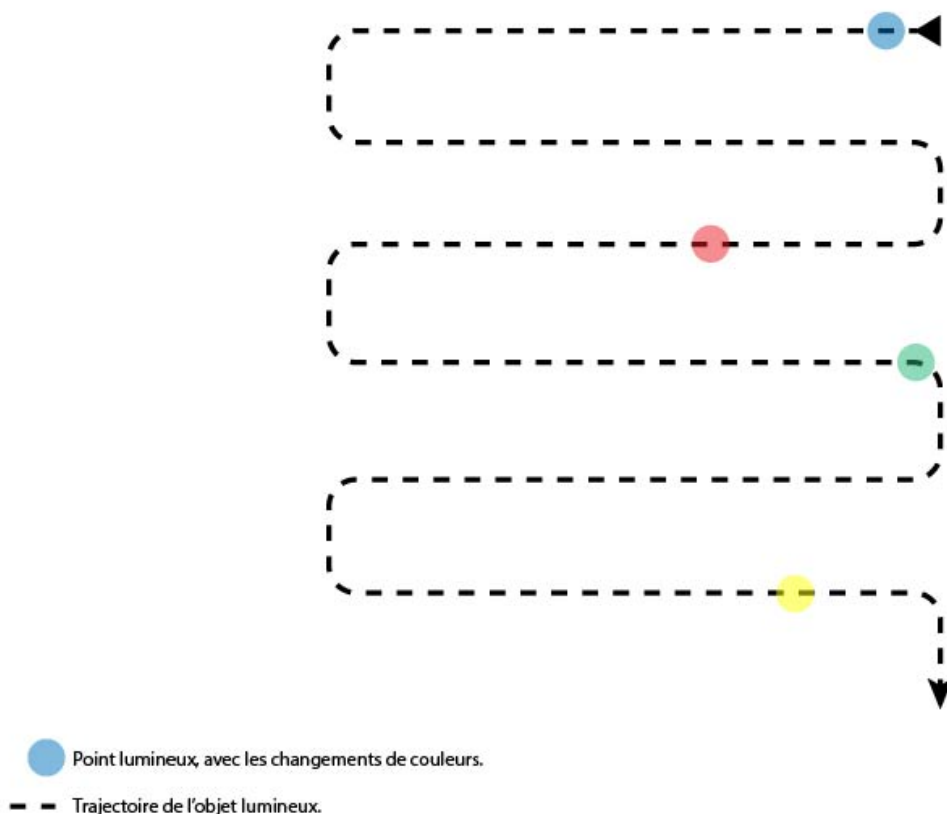 Point lumineux, avec les changements de couleurs.
Trajectoire de l'objet lumineux.